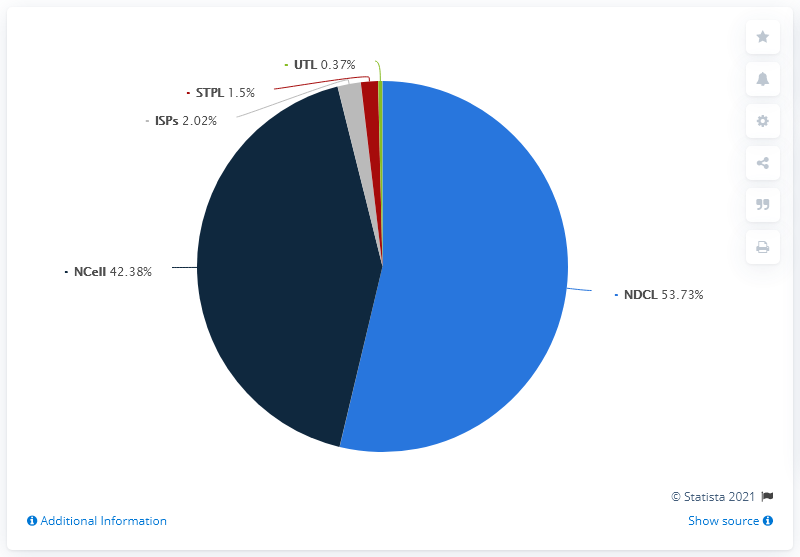 UTL 0.37%
STPL 1.5%
ISPs 2.02%
NCell 42.38%
NDCL 53.73%
© Statista 2021
Additional Information
Show source